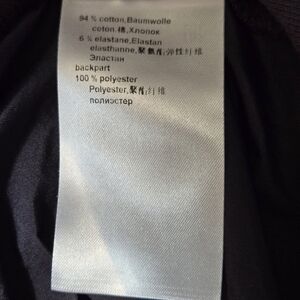 94 % cotton,Baumwolle
coton,棉,Хлопок
6 % elastane,Elastan
elasthanne,聚氨酯弹性纤维
Эластан
backpart
100 % polyester
Polyester,聚酯纤维
полиэстер